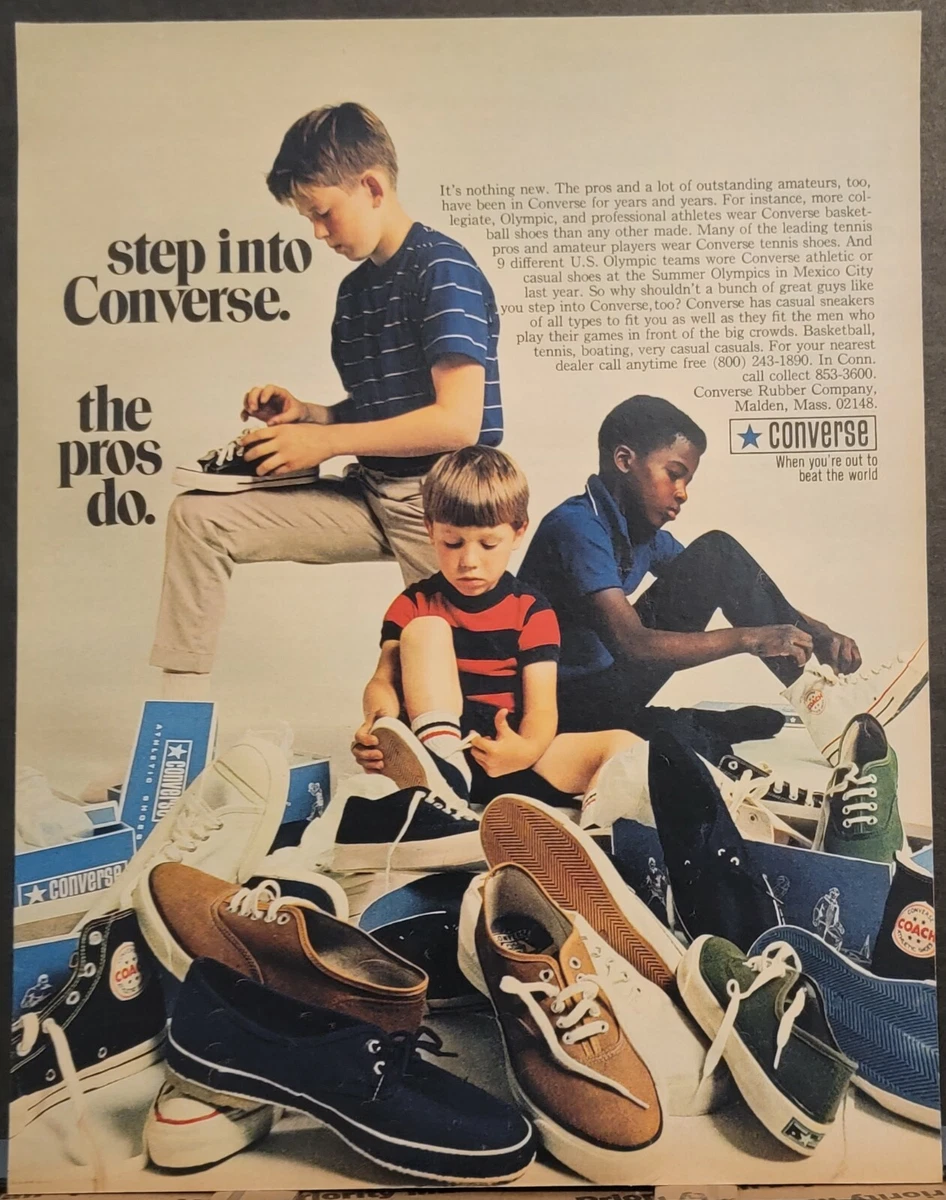 step into
Converse.
the
pros
do.
It's nothing new. The pros and a lot of outstanding amateurs, too,
have been in Converse for years and years. For instance, more col-
legiate, Olympic, and professional athletes wear Converse basket-
ball shoes than any other made. Many of the leading tennis
pros and amateur players wear Converse tennis shoes. And
9 different U.S. Olympic teams wore Converse athletic or
casual shoes at the Summer Olympics in Mexico City
last year. So why shouldn't a bunch of great guys like
you step into Converse, too? Converse has casual sneakers
of all types to fit you as well as they fit the men who
play their games in front of the big crowds. Basketball,
tennis, boating, very casual casuals. For your nearest
dealer call anytime free (800) 243-1890. In Conn.
call collect 853-3600.
Converse Rubber Company,
Malden, Mass. 02148.
★ converse
When you're out to
beat the world
★ converse
ATHLETIC SHOES
★ converse
COACH
COACH